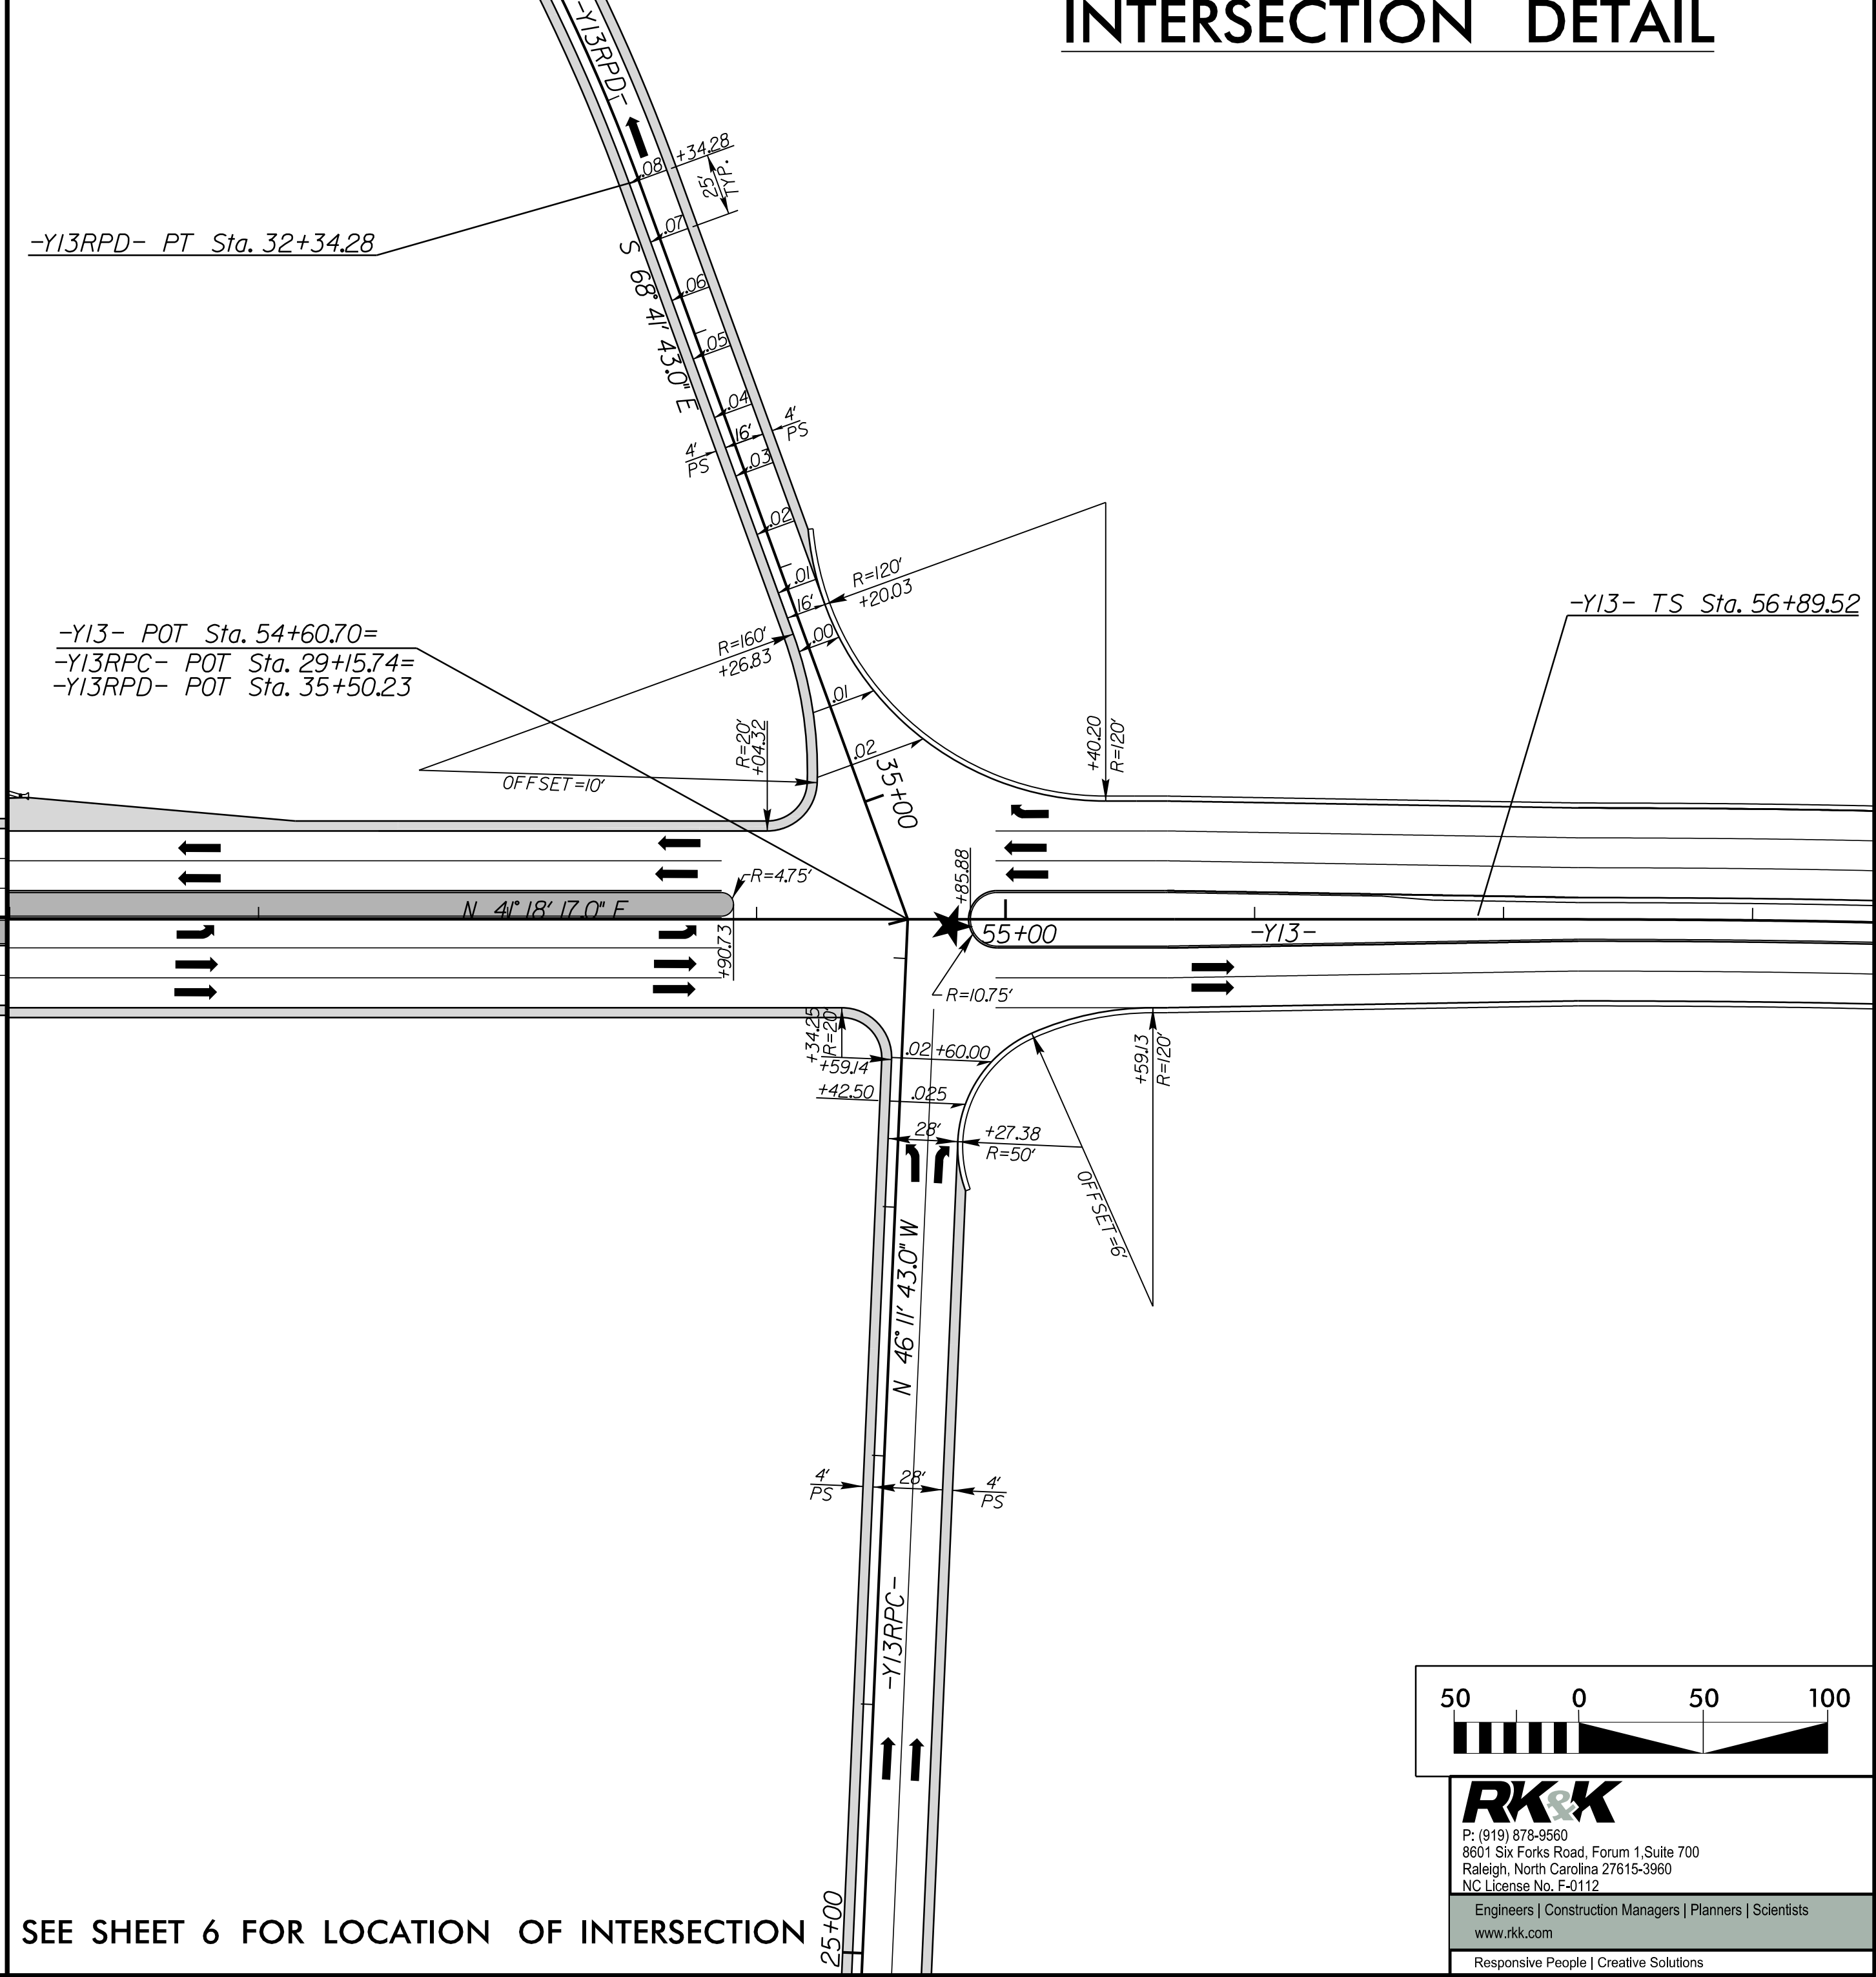 INTERSECTION DETAIL
-Y13RPD-
+34.28
.08
25'
TYP.
.07
-Y13RPD- PT Sta. 32+34.28
.06
S 68° 41' 43.0" E
.05
.04
4'
PS
16'
4'
PS
.03
.02
.01
R=120'
+20.03
16'
-Y13- TS Sta. 56+89.52
-Y13- POT Sta. 54+60.70=
-Y13RPC- POT Sta. 29+15.74=
-Y13RPD- POT Sta. 35+50.23
R=160'
+26.83
.00
.01
R=20'
+04.32
+40.20
R=120'
.02
OFFSET=10'
35+00
R=4.75'
+85.88
N 41° 18' 17.0" E
55+00
-Y13-
+90.73
R=10.75'
+34.25
R=20'
.02 +60.00
+59.14
+59.13
R=120'
+42.50
.025
28'
+27.38
R=50'
OFFSET=6'
N 46° 11' 43.0" W
4'
PS
28'
4'
PS
-Y13RPC-
50 0 50 100
RK&K
P: (919) 878-9560
8601 Six Forks Road, Forum 1,Suite 700
Raleigh, North Carolina 27615-3960
NC License No. F-0112
Engineers | Construction Managers | Planners | Scientists
www.rkk.com
Responsive People | Creative Solutions
25+00
SEE SHEET 6 FOR LOCATION OF INTERSECTION